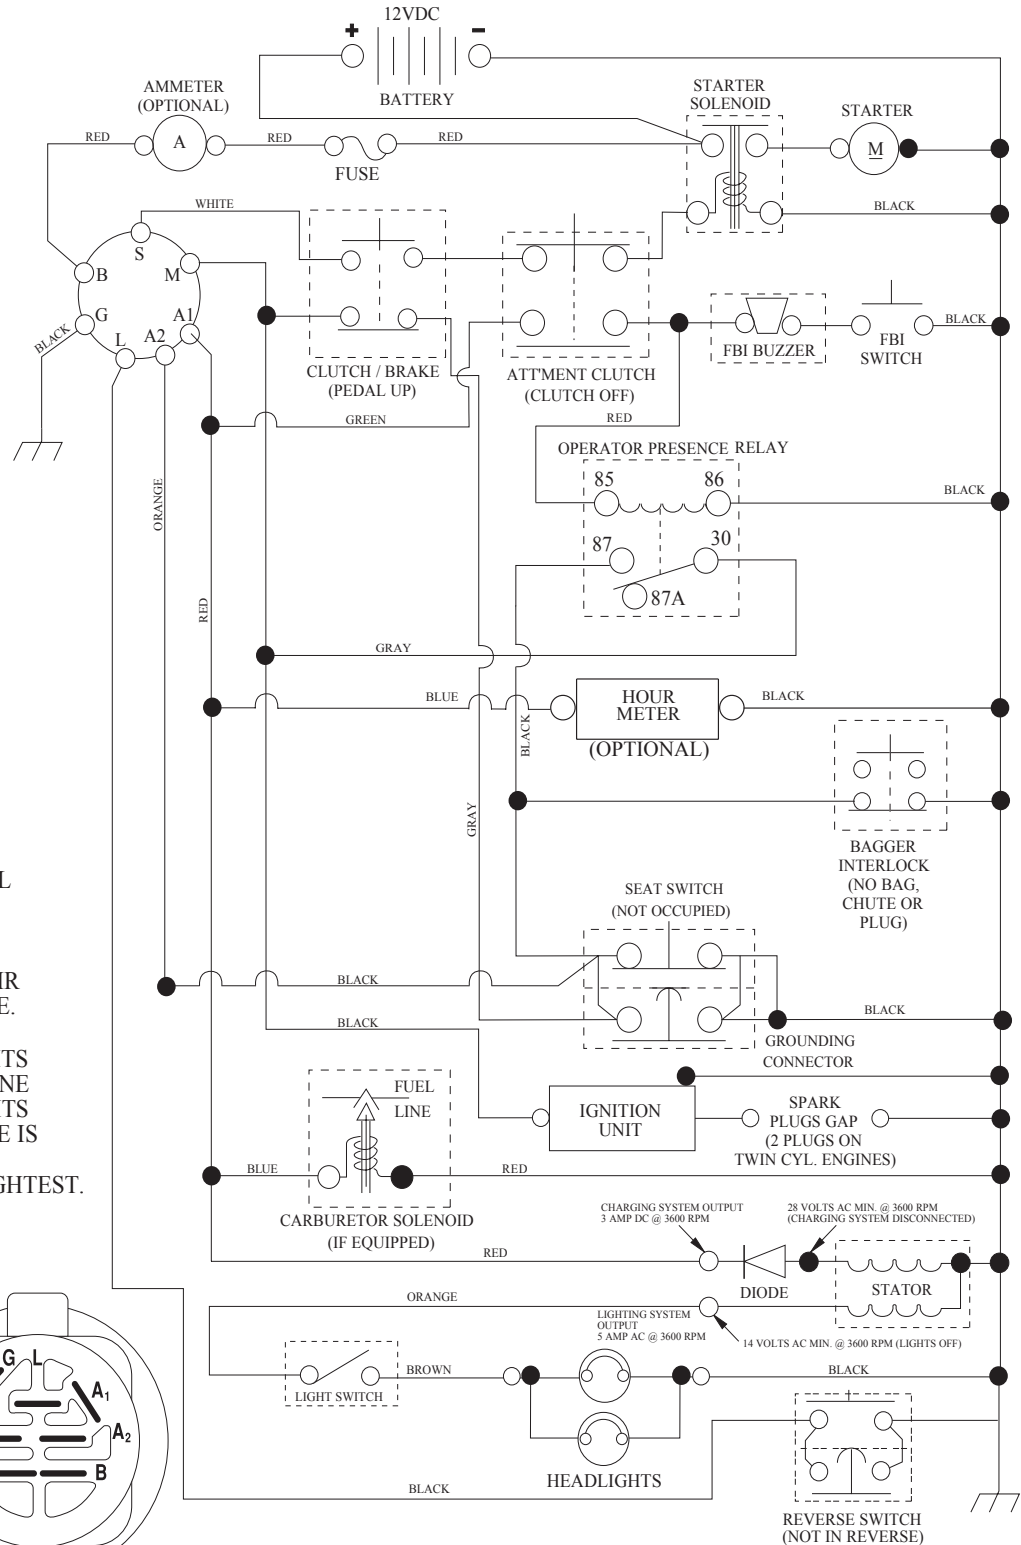 12VDC
+
-
BATTERY
AMMETER
(OPTIONAL)
RED
A
RED
FUSE
RED
STARTER
SOLENOID
STARTER
M
BLACK
WHITE
S
B
M
G
A1
A2
L
BLACK
CLUTCH / BRAKE
(PEDAL UP)
ATT'MENT CLUTCH
(CLUTCH OFF)
FBI BUZZER
FBI
SWITCH
BLACK
GREEN
RED
OPERATOR PRESENCE RELAY
85
86
BLACK
87
30
87A
ORANGE
RED
GRAY
BLUE
HOUR
METER
(OPTIONAL)
BLACK
BLACK
GRAY
BAGGER
INTERLOCK
(NO BAG,
CHUTE OR
PLUG)
L
SEAT SWITCH
(NOT OCCUPIED)
IR
E.
BLACK
BLACK
BLACK
GROUNDING
CONNECTOR
TS
NE
TS
E IS
GHTEST.
FUEL
LINE
IGNITION
UNIT
SPARK
PLUGS GAP
(2 PLUGS ON
TWIN CYL. ENGINES)
BLUE
RED
CARBURETOR SOLENOID
(IF EQUIPPED)
CHARGING SYSTEM OUTPUT
3 AMP DC @ 3600 RPM
28 VOLTS AC MIN. @ 3600 RPM
(CHARGING SYSTEM DISCONNECTED)
RED
DIODE
STATOR
ORANGE
LIGHTING SYSTEM
OUTPUT
5 AMP AC @ 3600 RPM
14 VOLTS AC MIN. @ 3600 RPM (LIGHTS OFF)
LIGHT SWITCH
BROWN
BLACK
HEADLIGHTS
G
L
A1
A2
B
BLACK
REVERSE SWITCH
(NOT IN REVERSE)